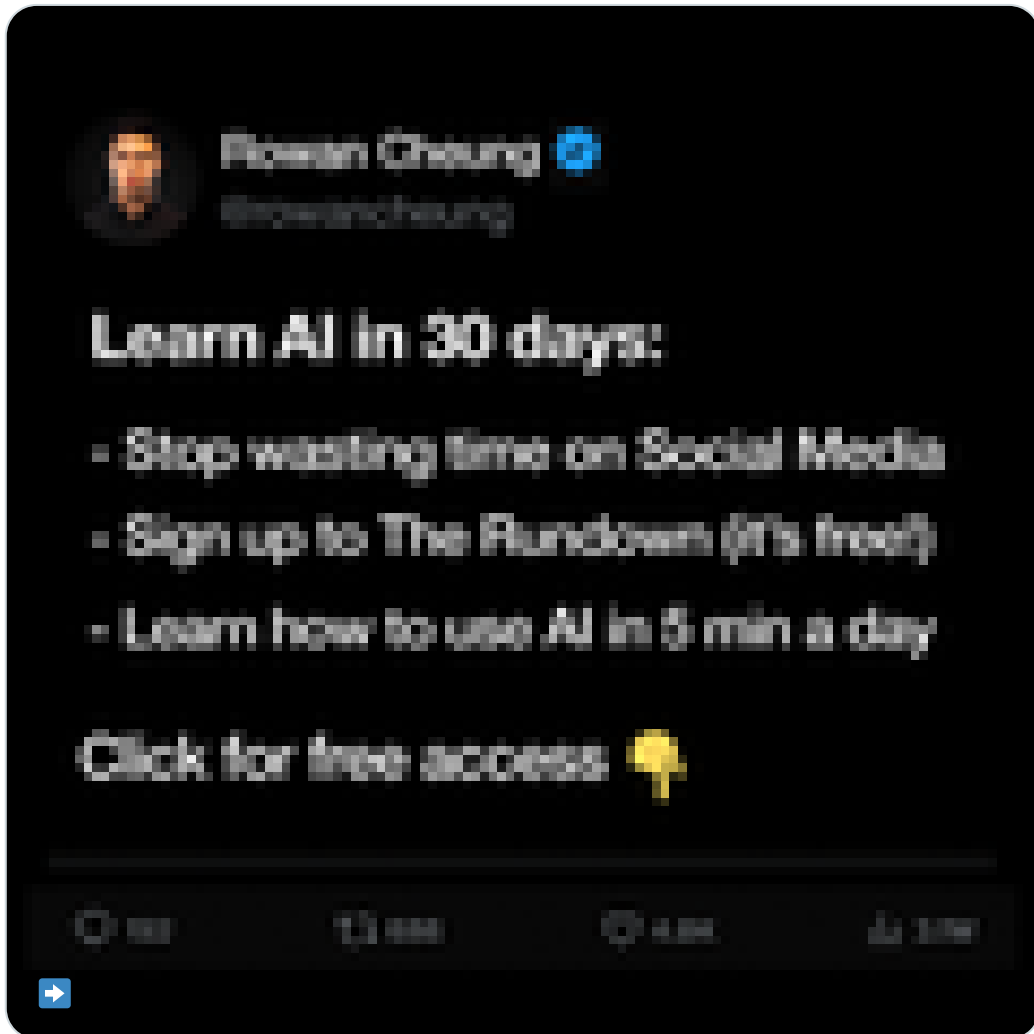 Rowan Cheung
@rowancheung
Learn AI in 30 days:
- Stop wasting time on Social Media
- Sign up to The Rundown (it's free!)
- Learn how to use AI in 5 min a day
Click for free access 👇